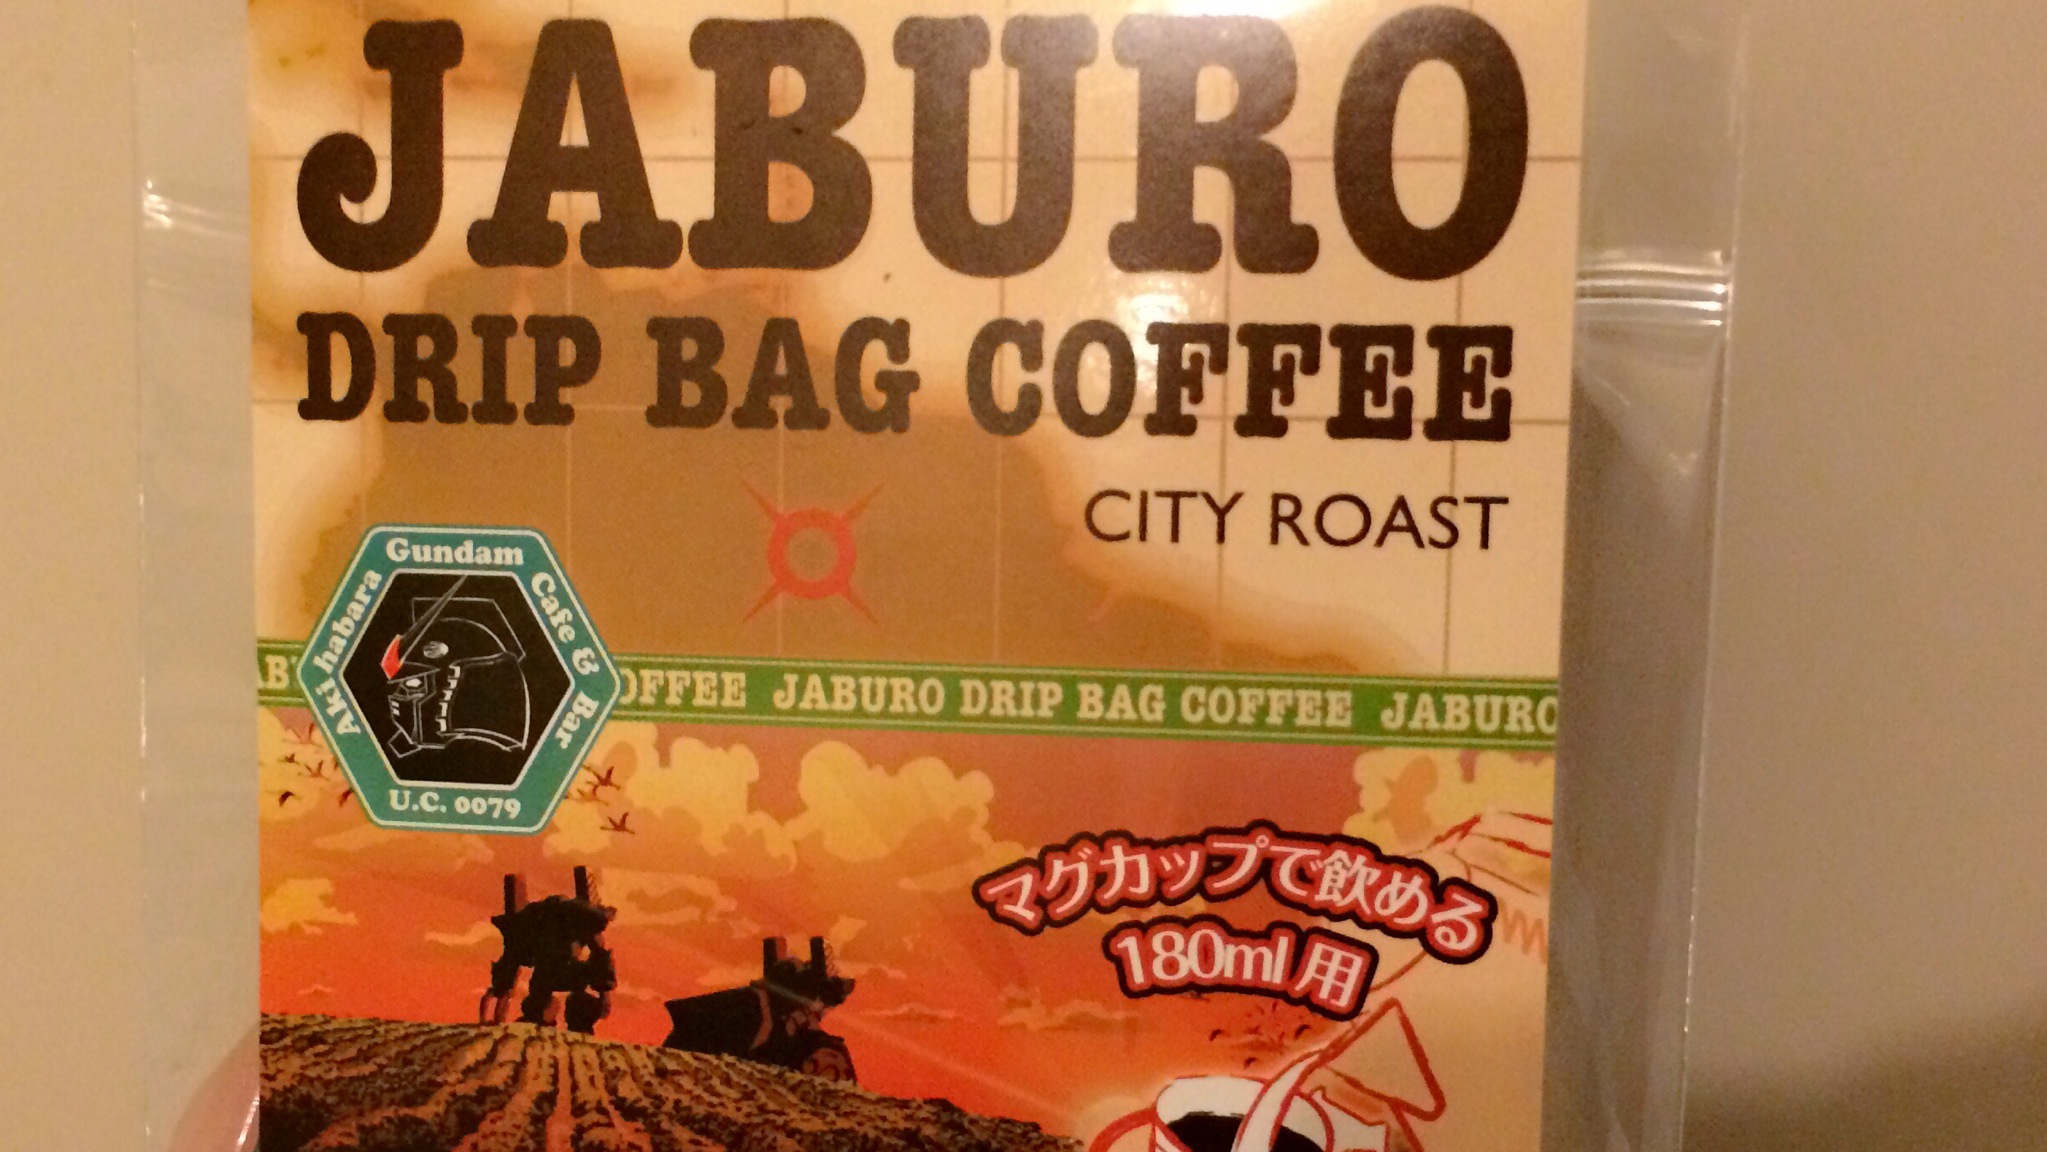 JABURO
DRIP BAG COFFEE
CITY ROAST
Akihabara Gundam Cafe & Bar
U.C. 0079
OFFEE JABURO DRIP BAG COFFEE JABURO
マグカップで飲める
180ml用